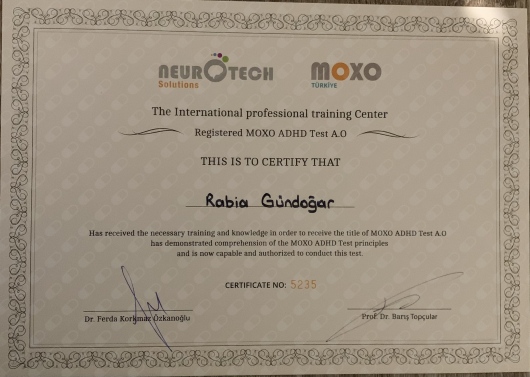 NEUROTECH
Solutions
MOXO
TÜRKİYE
The International professional training Center
Registered MOXO ADHD Test A.O
THIS IS TO CERTIFY THAT
Rabia Gündoğar
Has received the necessary training and knowledge in order to receive the title of MOXO ADHD Test A.O
has demonstrated comprehension of the MOXO ADHD Test principles
and is now capable and authorized to conduct this test.
CERTIFICATE NO: 5235
Dr. Ferda Korkmaz Özkanoğlu
Prof. Dr. Barış Topçular